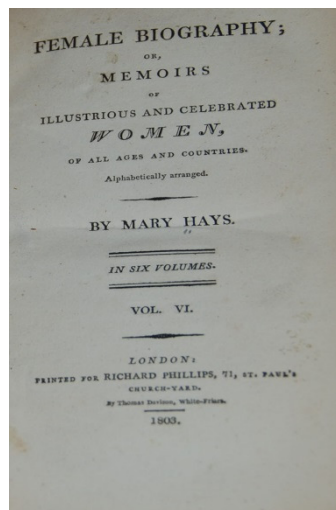 FEMALE BIOGRAPHY;
OR,
MEMOIRS
OF
ILLUSTRIOUS AND CELEBRATED
WOMEN,
OF ALL AGES AND COUNTRIES.
Alphabetically arranged.
BY MARY HAYS.
IN SIX VOLUMES.
VOL. VI.
LONDON:
PRINTED FOR RICHARD PHILLIPS, 71, ST. PAUL'S
CHURCH-YARD.
By Thomas Davison, White-Friars.
1803.